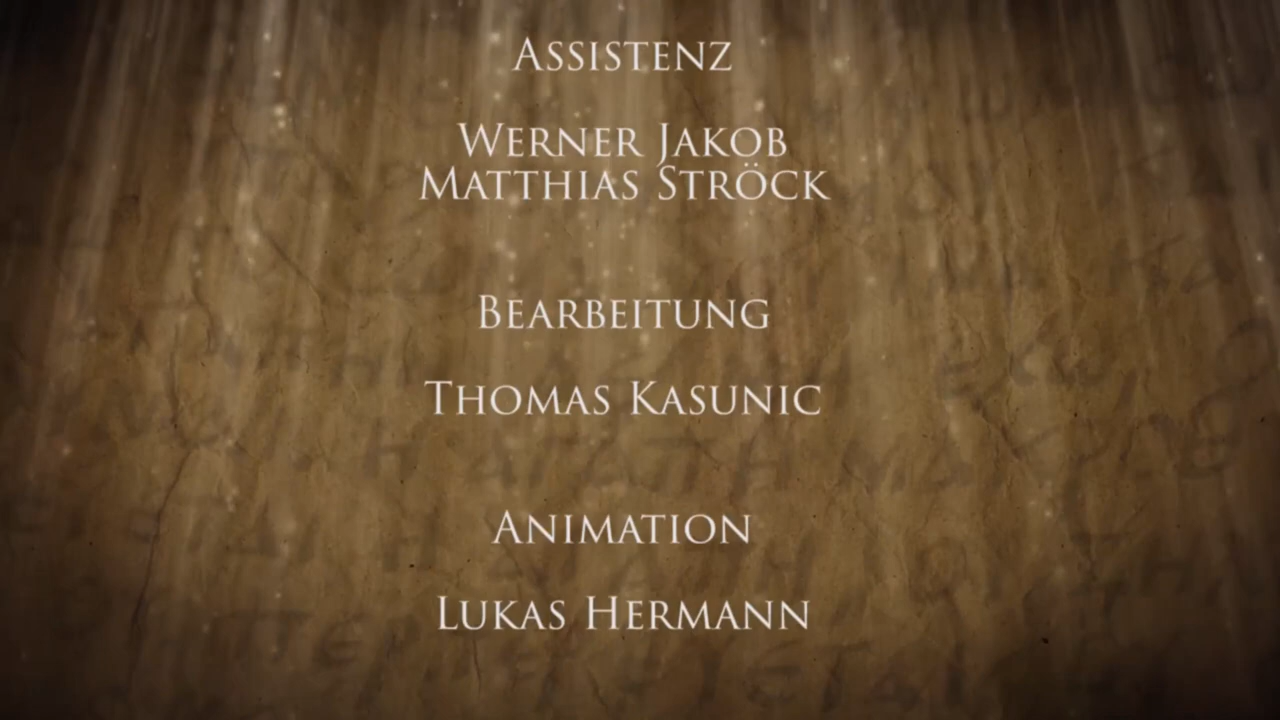 Assistenz
Werner Jakob
Matthias Ströck
Bearbeitung
Thomas Kasunic
Animation
Lukas Hermann